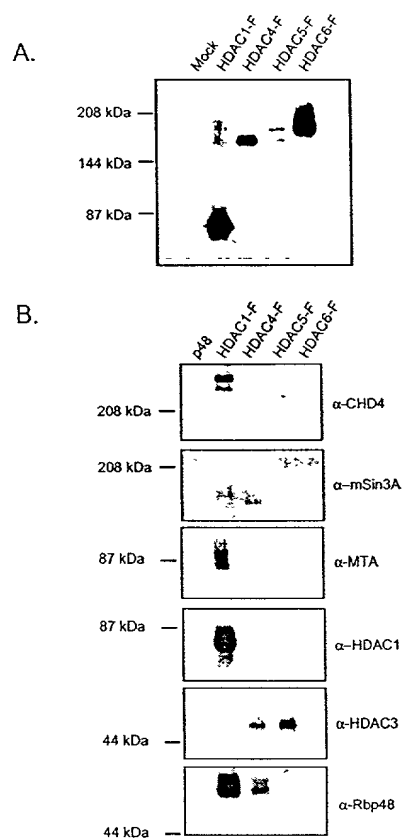 A.
Mock
HDAC1-F
HDAC4-F
HDAC5-F
HDAC6-F
208 kDa
144 kDa
87 kDa
B.
p48
HDAC1-F
HDAC4-F
HDAC5-F
HDAC6-F
208 kDa
α-CHD4
208 kDa
α-mSin3A
87 kDa
α-MTA
87 kDa
α-HDAC1
α-HDAC3
44 kDa
α-Rbp48
44 kDa